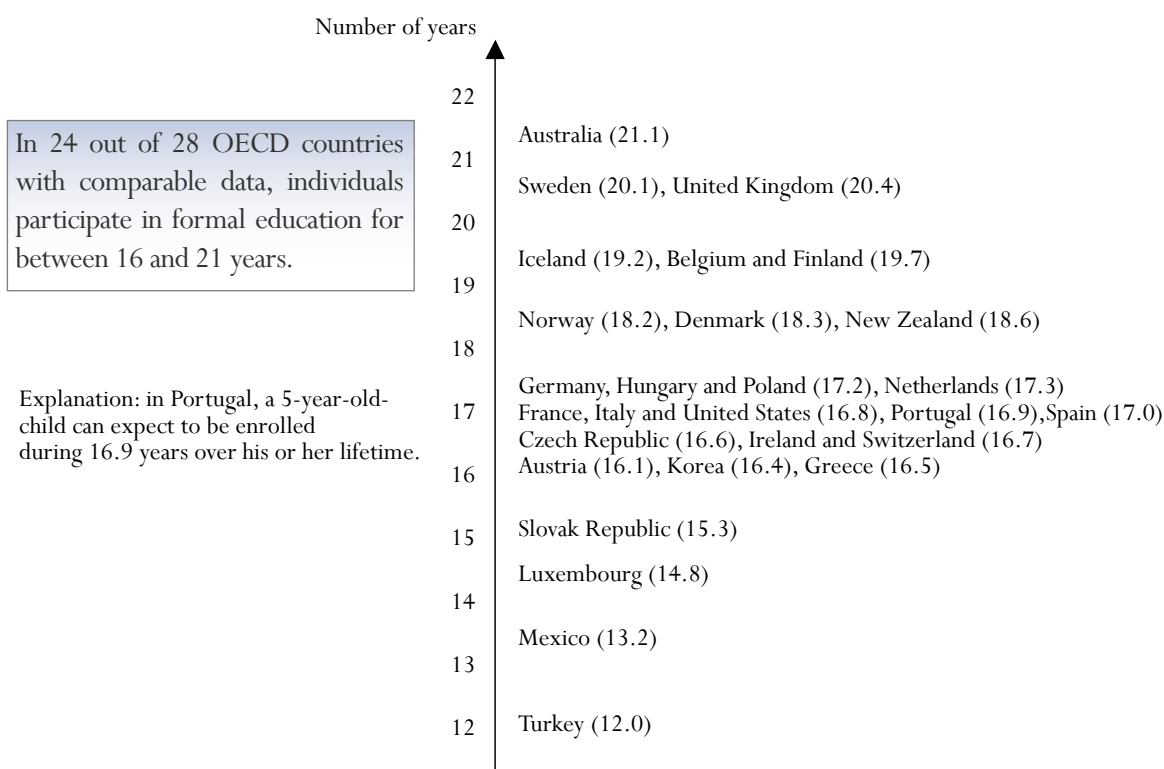 Number of years
22
In 24 out of 28 OECD countries
with comparable data, individuals
participate in formal education for
between 16 and 21 years.
Australia (21.1)
21
Sweden (20.1), United Kingdom (20.4)
20
Iceland (19.2), Belgium and Finland (19.7)
19
Norway (18.2), Denmark (18.3), New Zealand (18.6)
18
Explanation: in Portugal, a 5-year-old-
child can expect to be enrolled
during 16.9 years over his or her lifetime.
Germany, Hungary and Poland (17.2), Netherlands (17.3)
17
France, Italy and United States (16.8), Portugal (16.9),Spain (17.0)
Czech Republic (16.6), Ireland and Switzerland (16.7)
Austria (16.1), Korea (16.4), Greece (16.5)
16
Slovak Republic (15.3)
15
Luxembourg (14.8)
14
Mexico (13.2)
13
12
Turkey (12.0)